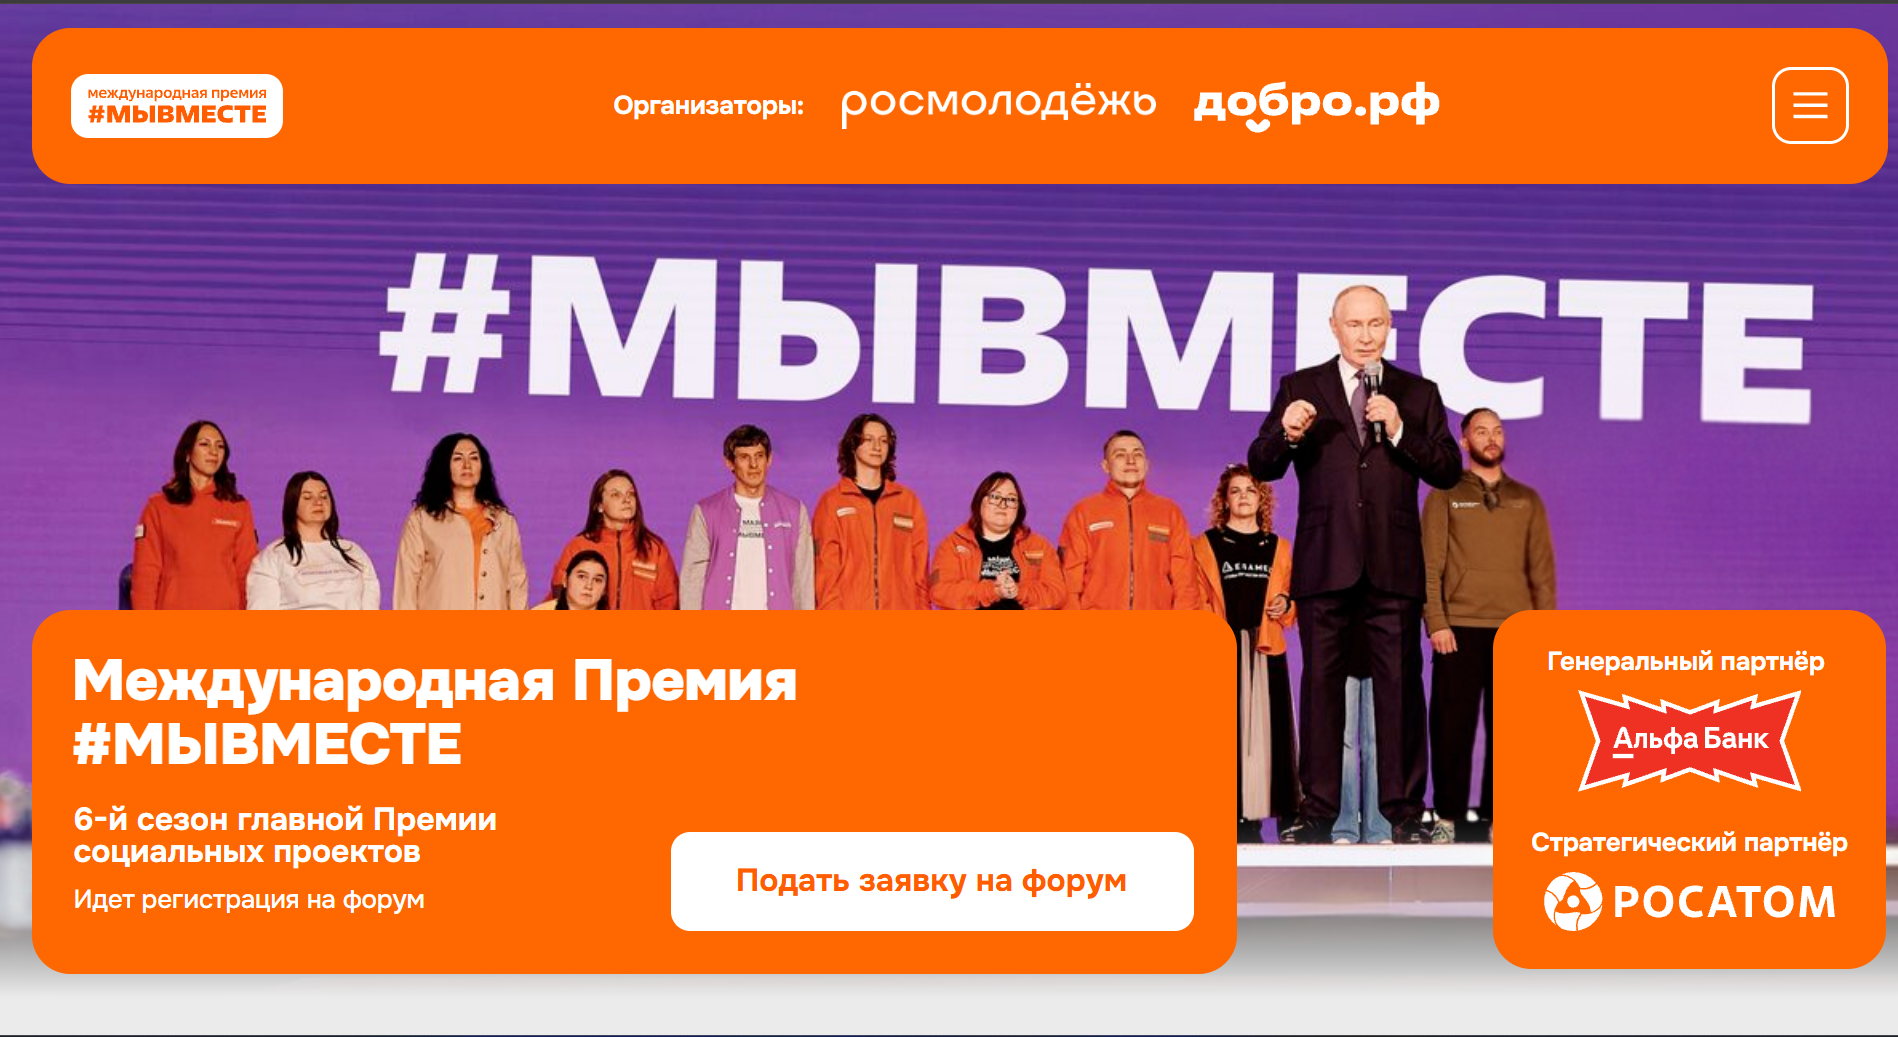 международная премия
#МЫВМЕСТЕ
Организаторы:
росмолодёжь
добро.рф
#МЫВМЕСТЕ
Международная Премия
#МЫВМЕСТЕ
6-й сезон главной Премии
социальных проектов
Идет регистрация на форум
Подать заявку на форум
Генеральный партнёр
Альфа Банк
Стратегический партнёр
РОСАТОМ